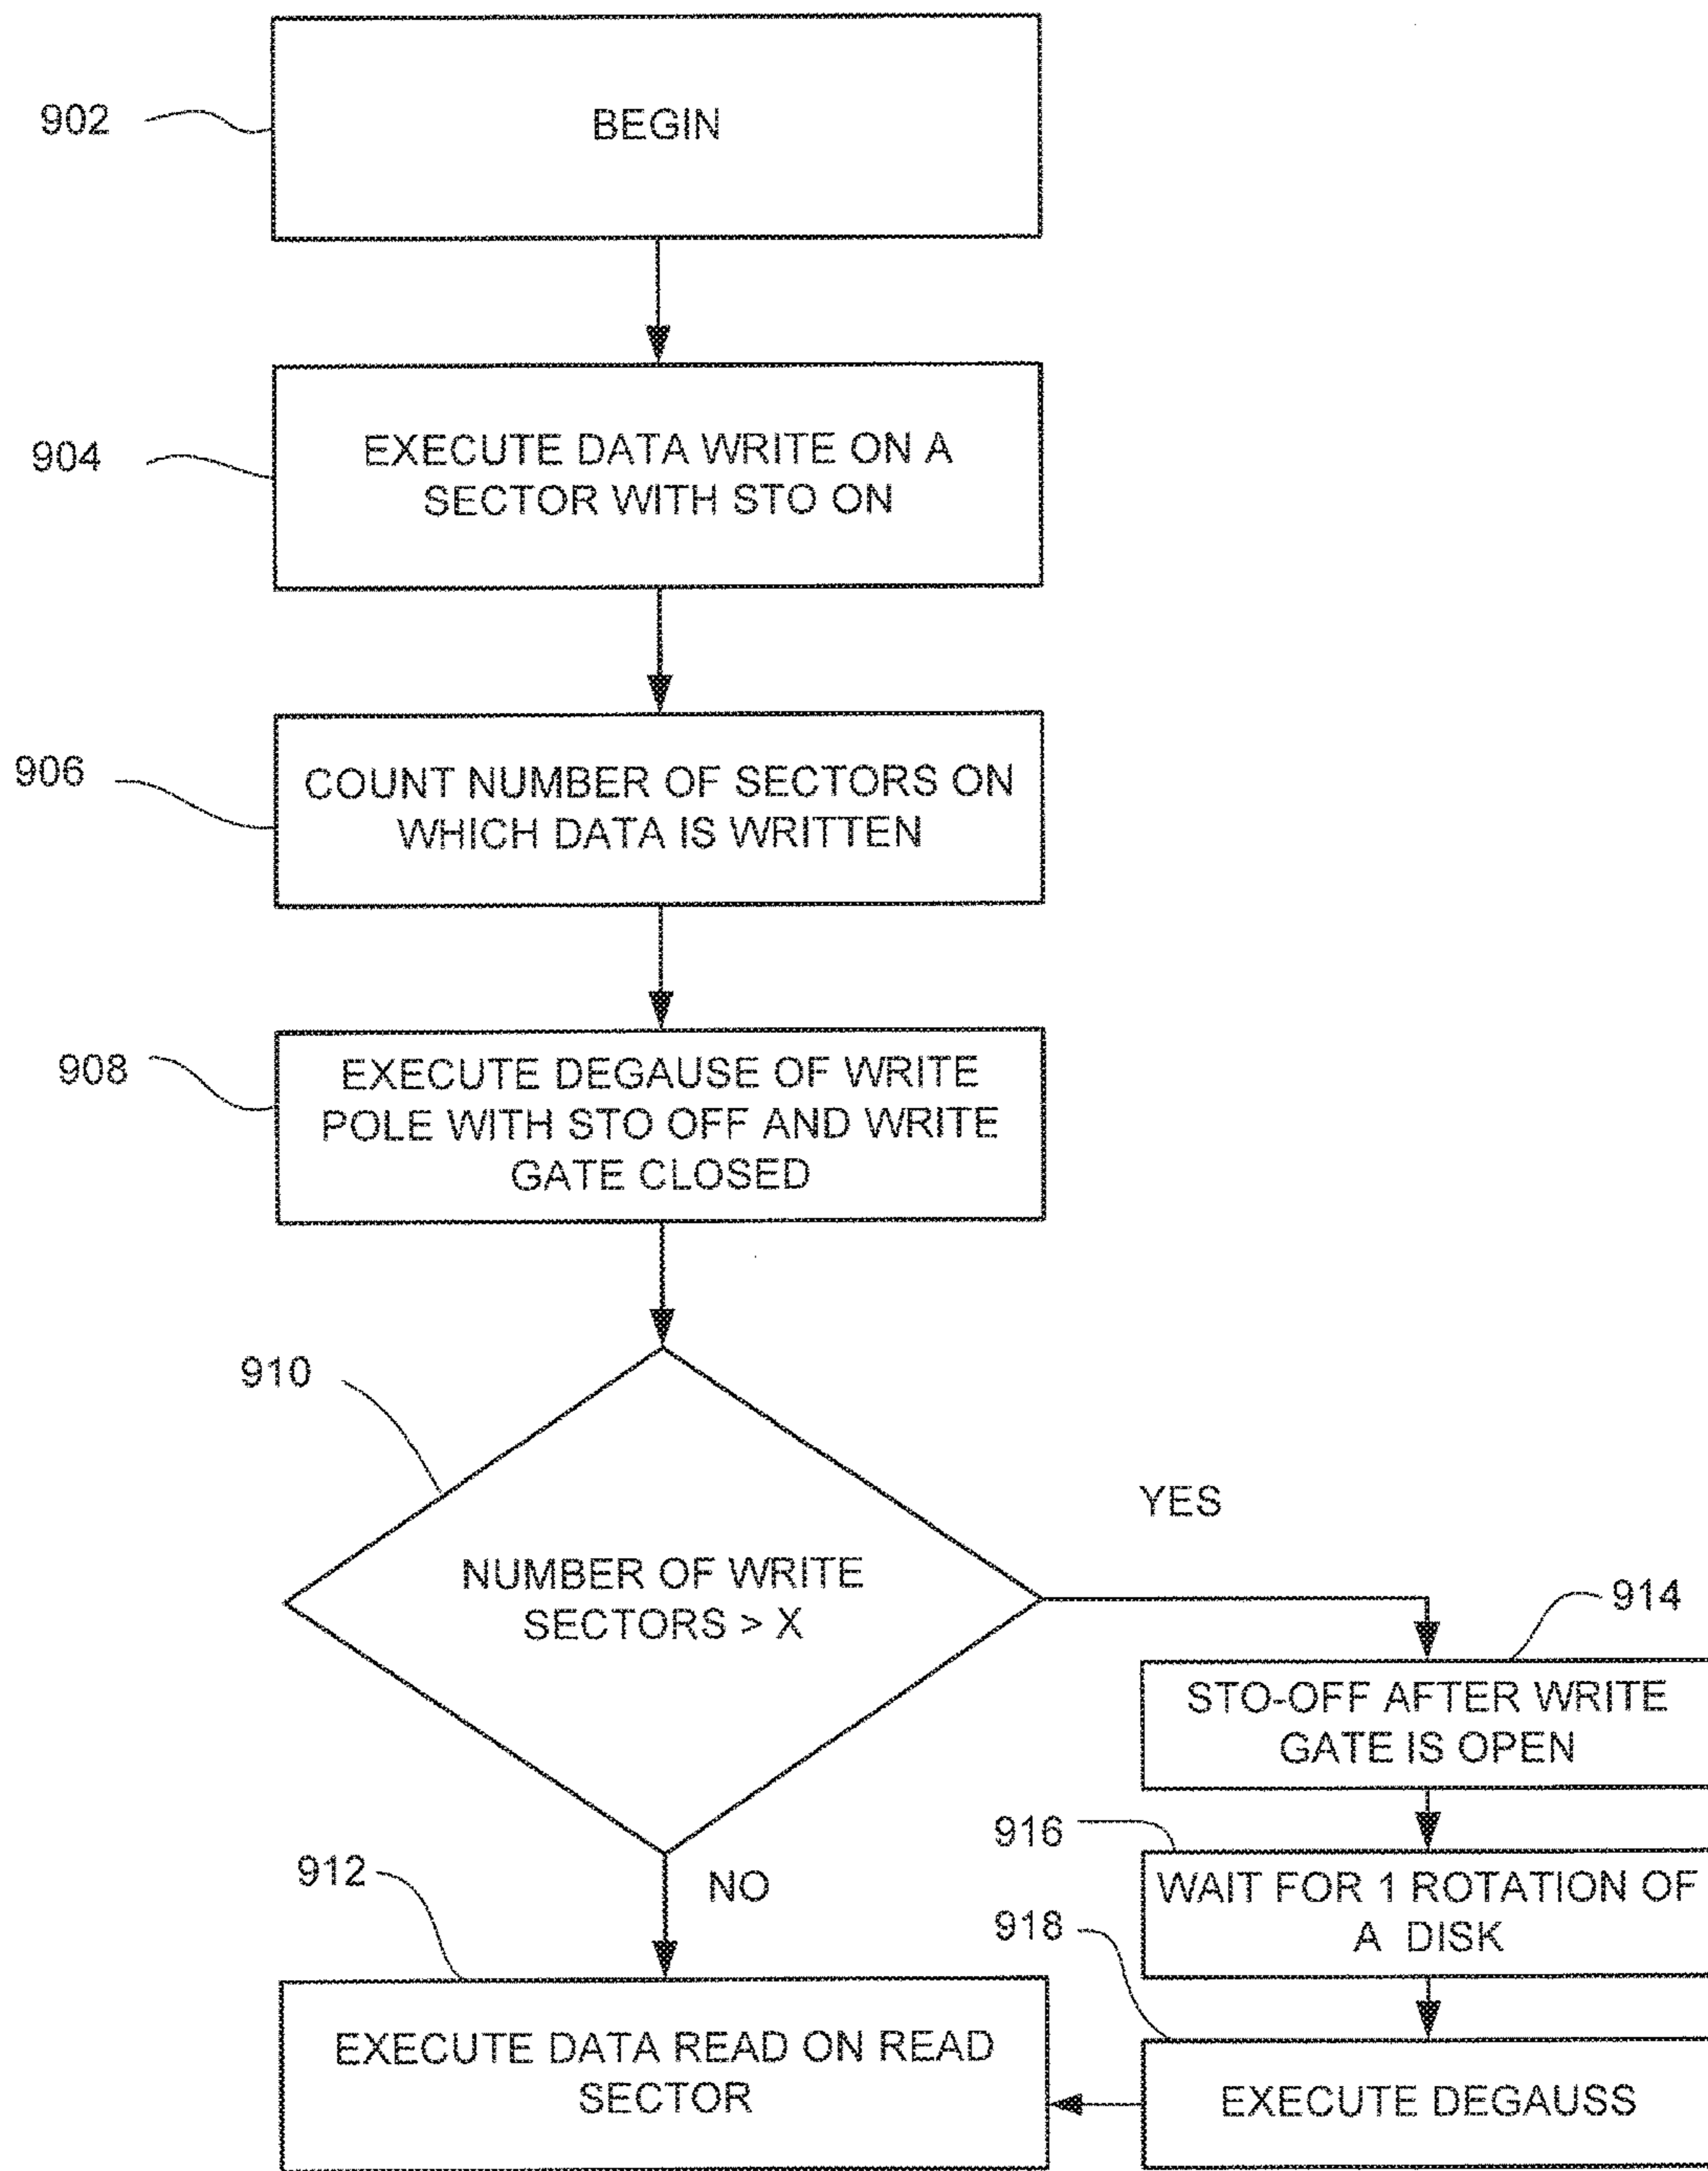 902
BEGIN
904
EXECUTE DATA WRITE ON A
SECTOR WITH STO ON
906
COUNT NUMBER OF SECTORS ON
WHICH DATA IS WRITTEN
908
EXECUTE DEGAUSE OF WRITE
POLE WITH STO OFF AND WRITE
GATE CLOSED
910
NUMBER OF WRITE
SECTORS > X
YES
914
STO-OFF AFTER WRITE
GATE IS OPEN
916
WAIT FOR 1 ROTATION OF
A DISK
918
EXECUTE DEGAUSS
NO
912
EXECUTE DATA READ ON READ
SECTOR